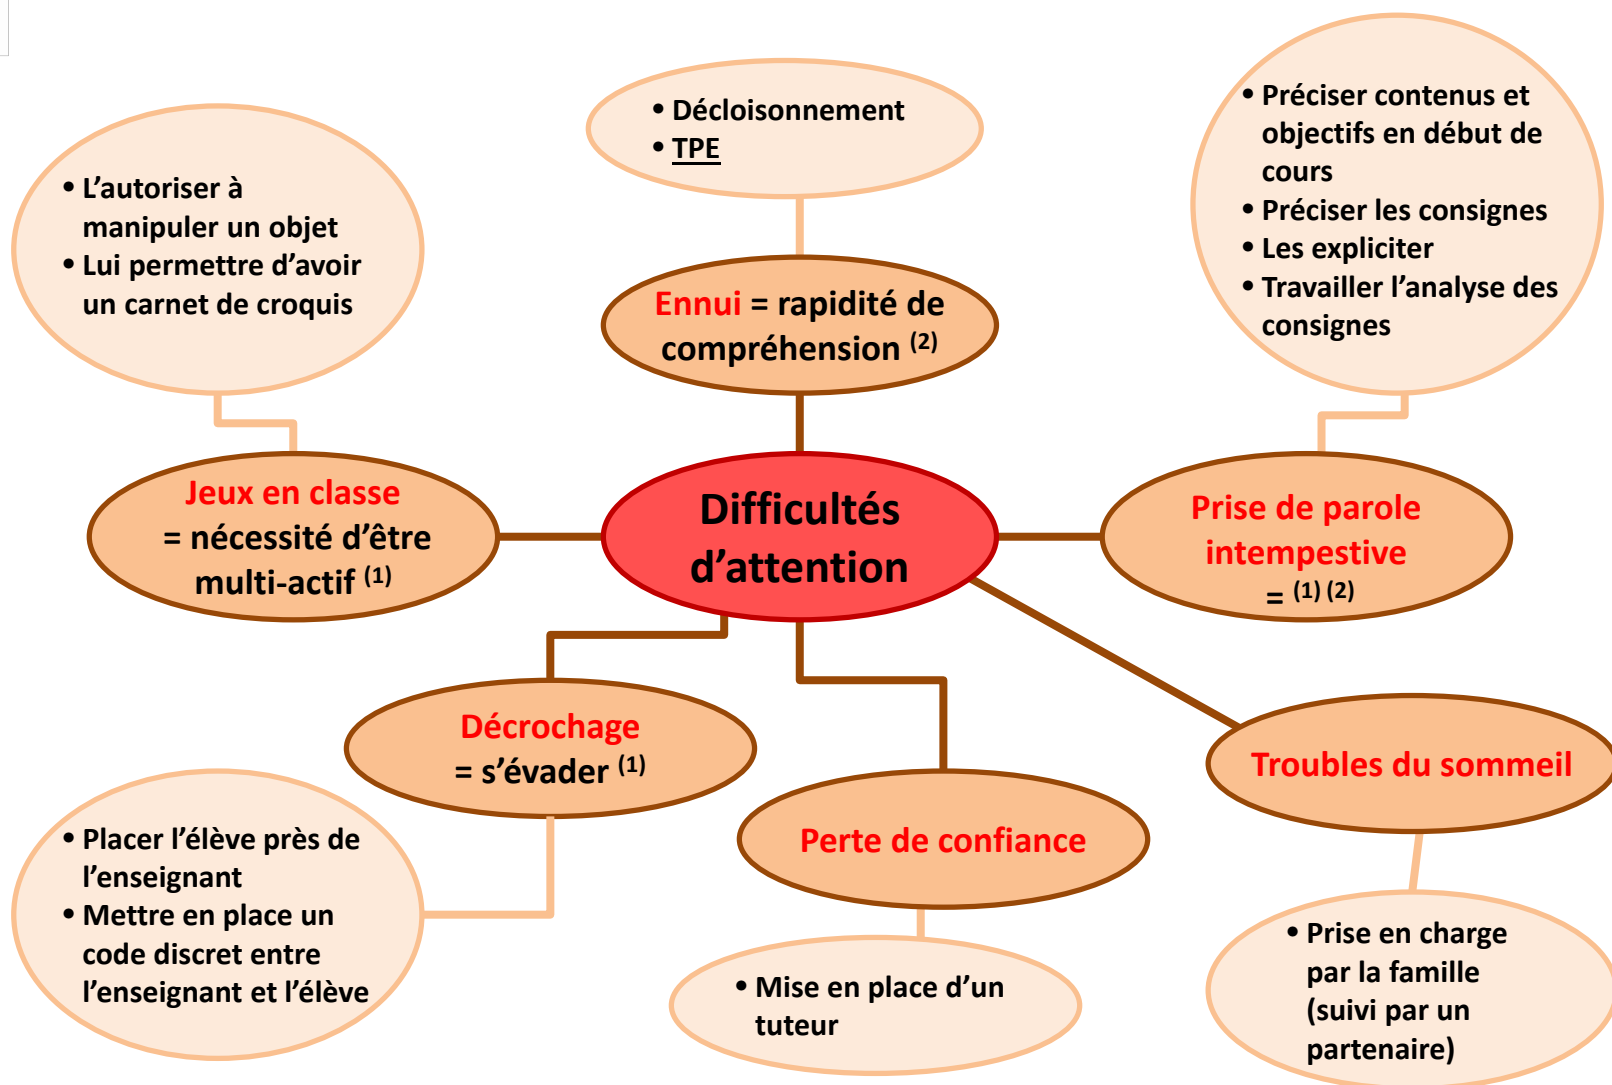 • Décloisonnement
• TPE
• Préciser contenus et
objectifs en début de
cours
• Préciser les consignes
• Les expliciter
• Travailler l'analyse des
consignes
• L'autoriser à
manipuler un objet
• Lui permettre d'avoir
un carnet de croquis
Ennui = rapidité de
compréhension (2)
Jeux en classe
= nécessité d'être
multi-actif (1)
Difficultés
d'attention
Prise de parole
intempestive
= (1) (2)
Décrochage
= s'évader (1)
Perte de confiance
Troubles du sommeil
• Placer l'élève près de
l'enseignant
• Mettre en place un
code discret entre
l'enseignant et l'élève
• Mise en place d'un
tuteur
• Prise en charge
par la famille
(suivi par un
partenaire)